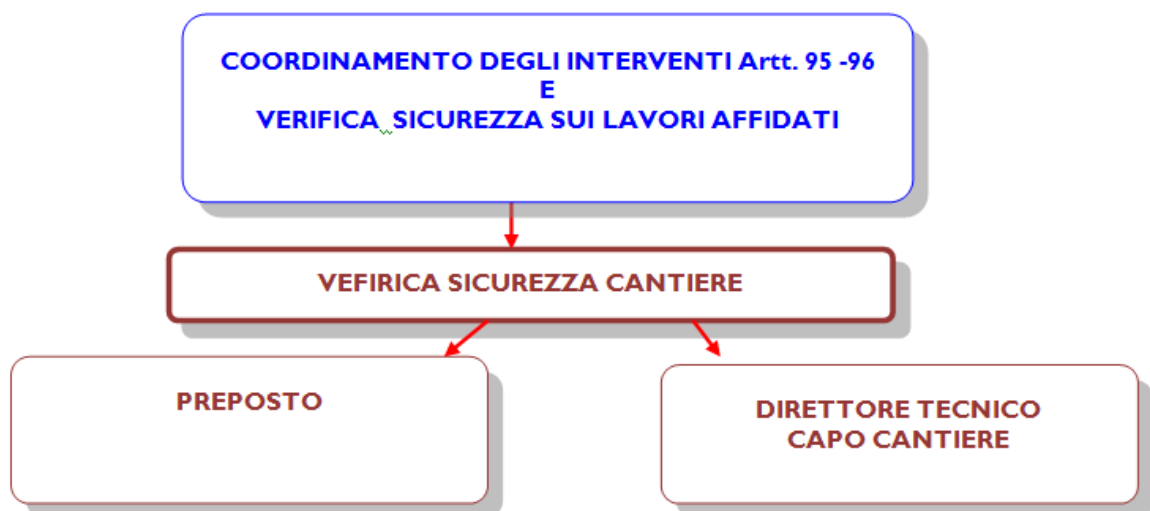 COORDINAMENTO DEGLI INTERVENTI Artt. 95 -96
E
VERIFICA SICUREZZA SUI LAVORI AFFIDATI
VEFIRICA SICUREZZA CANTIERE
PREPOSTO
DIRETTORE TECNICO
CAPO CANTIERE